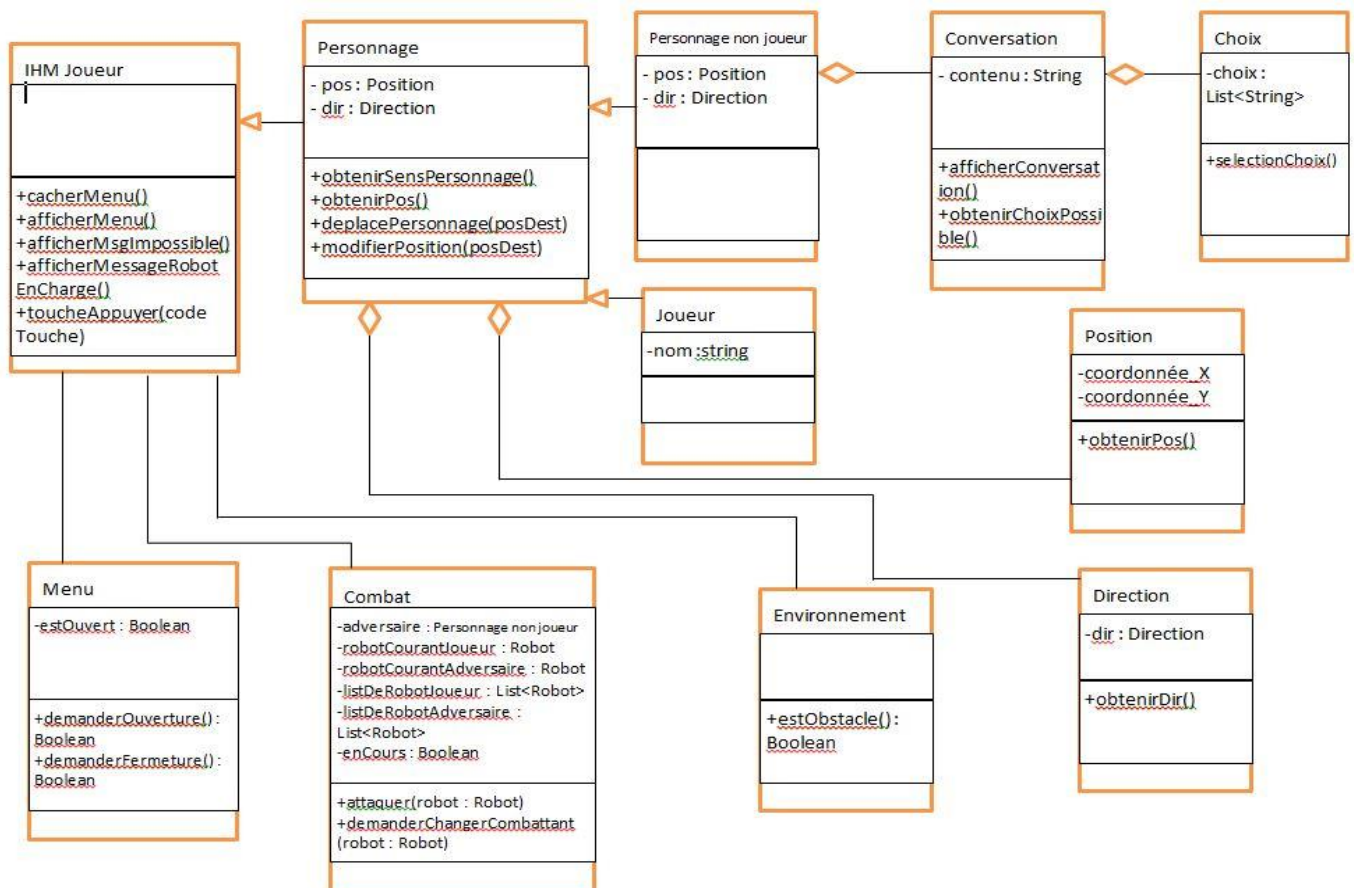 IHM Joueur
+cacherMenu()
+afficherMenu()
+afficherMsgImpossible()
+afficherMessageRobot
EnCharge()
+toucheAppuyer(code
Touche)
Personnage
- pos : Position
- dir : Direction
+obtenirSensPersonnage()
+obtenirPos()
+deplacePersonnage(posDest)
+modifierPosition(posDest)
Personnage non joueur
- pos : Position
- dir : Direction
Conversation
- contenu : String
+afficherConversat
ion()
+obtenirChoixPossi
ble()
Choix
-choix :
List<String>
+selectionChoix()
Joueur
-nom :string
Position
-coordonnée_X
-coordonnée_Y
+obtenirPos()
Menu
-estOuvert : Boolean
+demanderOuverture() :
Boolean
+demanderFermeture() :
Boolean
Combat
-adversaire : Personnage non joueur
-robotCourantJoueur : Robot
-robotCourantAdversaire : Robot
-listDeRobotJoueur : List<Robot>
-listDeRobotAdversaire :
List<Robot>
-enCours : Boolean
+attaquer(robot : Robot)
+demanderChangerCombattant
(robot : Robot)
Environnement
+estObstacle() :
Boolean
Direction
-dir : Direction
+obtenirDir()